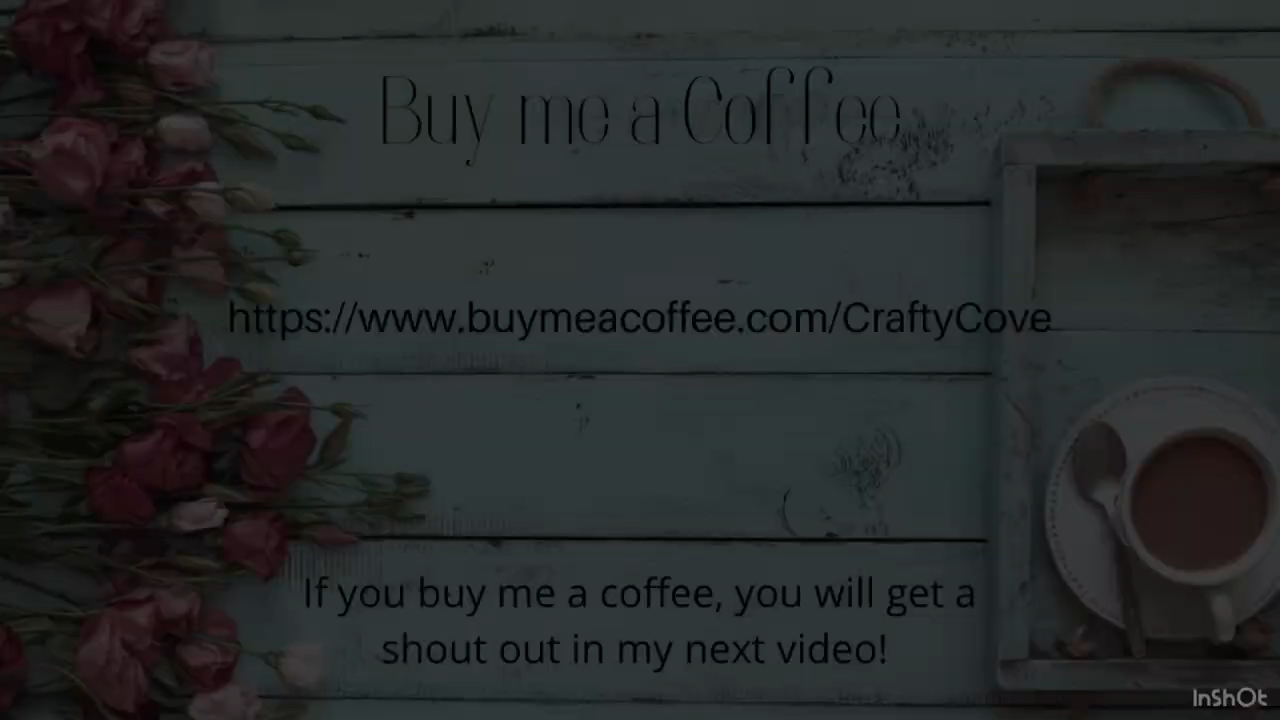 Buy me a Coffee
https://www.buymeacoffee.com/CraftyCove
If you buy me a coffee, you will get a
shout out in my next video!
InShOt